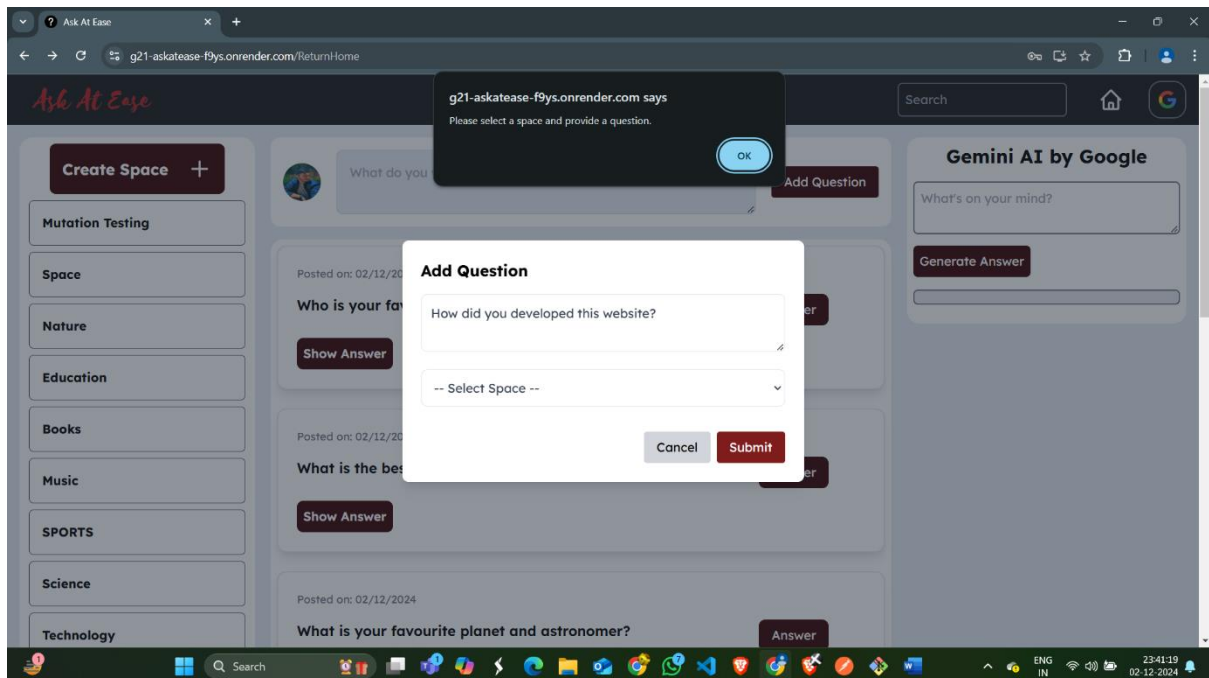 Ask At Ease
g21-askatease-f9ys.onrender.com/ReturnHome
Ask At Ease
g21-askatease-f9ys.onrender.com says
Please select a space and provide a question.
OK
Search
Create Space +
Mutation Testing
Space
Nature
Education
Books
Music
SPORTS
Science
Technology
What do you
Add Question
Posted on: 02/12/20
Who is your fav
er
Show Answer
Add Question
How did you developed this website?
-- Select Space --
Cancel
Submit
Posted on: 02/12/20
What is the bes
er
Show Answer
Posted on: 02/12/2024
What is your favourite planet and astronomer?
Answer
Gemini AI by Google
What's on your mind?
Generate Answer
Search
ENG
IN
23:41:19
02-12-2024